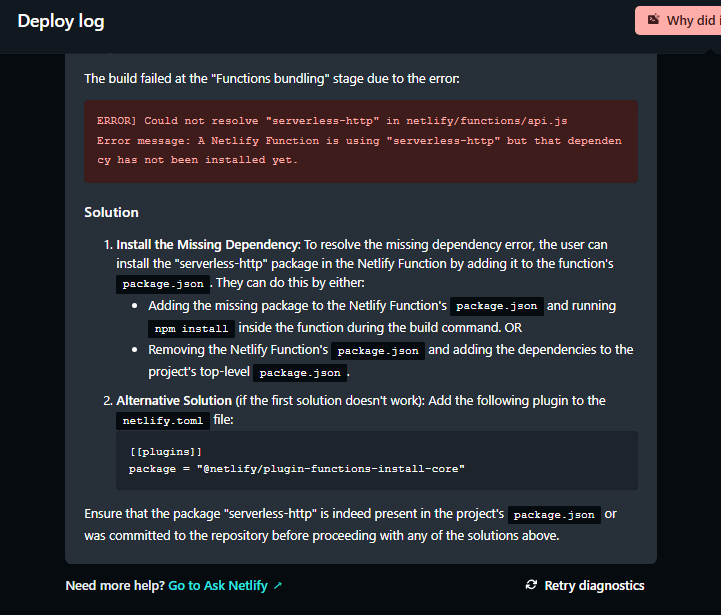 Deploy log
Why did i
The build failed at the "Functions bundling" stage due to the error:
ERROR] Could not resolve "serverless-http" in netlify/functions/api.js
Error message: A Netlify Function is using "serverless-http" but that dependen
cy has not been installed yet.
Solution
1. Install the Missing Dependency: To resolve the missing dependency error, the user can
install the "serverless-http" package in the Netlify Function by adding it to the function's
package.json . They can do this by either:
• Adding the missing package to the Netlify Function's package.json and running
npm install inside the function during the build command. OR
• Removing the Netlify Function's package.json and adding the dependencies to the
project's top-level package.json .
2. Alternative Solution (if the first solution doesn't work): Add the following plugin to the
netlify.toml file:
[[plugins]]
package = "@netlify/plugin-functions-install-core"
Ensure that the package "serverless-http" is indeed present in the project's package.json or
was committed to the repository before proceeding with any of the solutions above.
Need more help? Go to Ask Netlify ↗
Retry diagnostics